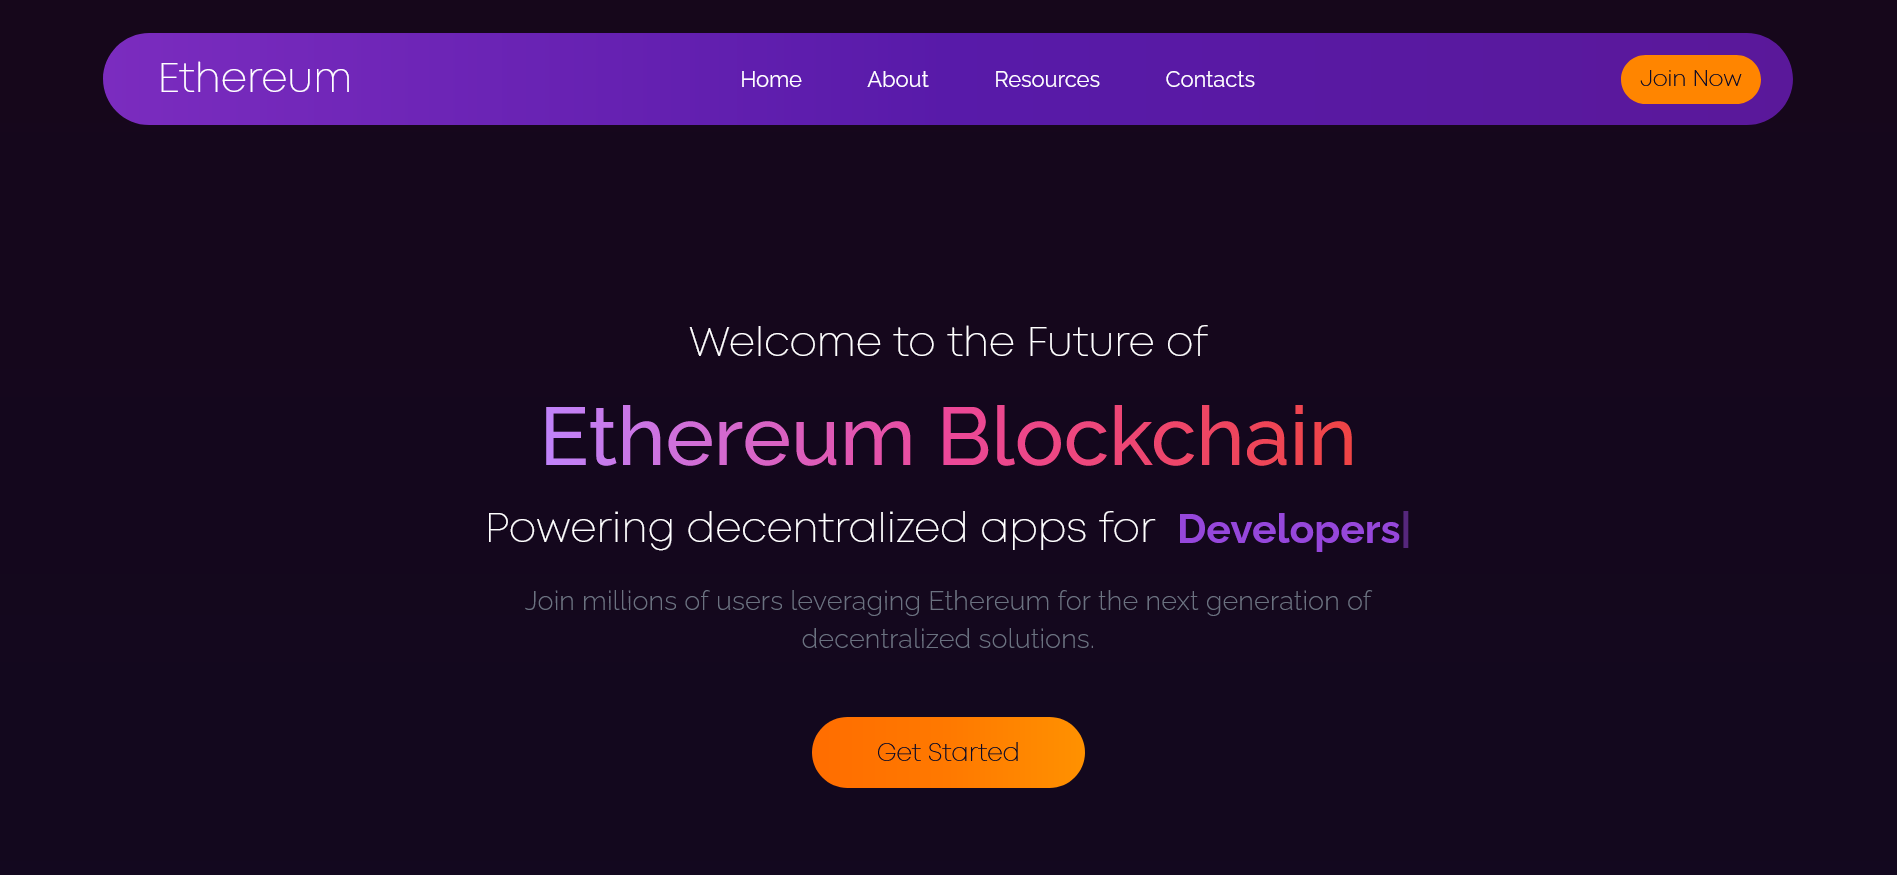 Ethereum
Home About Resources Contacts
Join Now
Welcome to the Future of
Ethereum Blockchain
Powering decentralized apps for Developers|
Join millions of users leveraging Ethereum for the next generation of
decentralized solutions.
Get Started